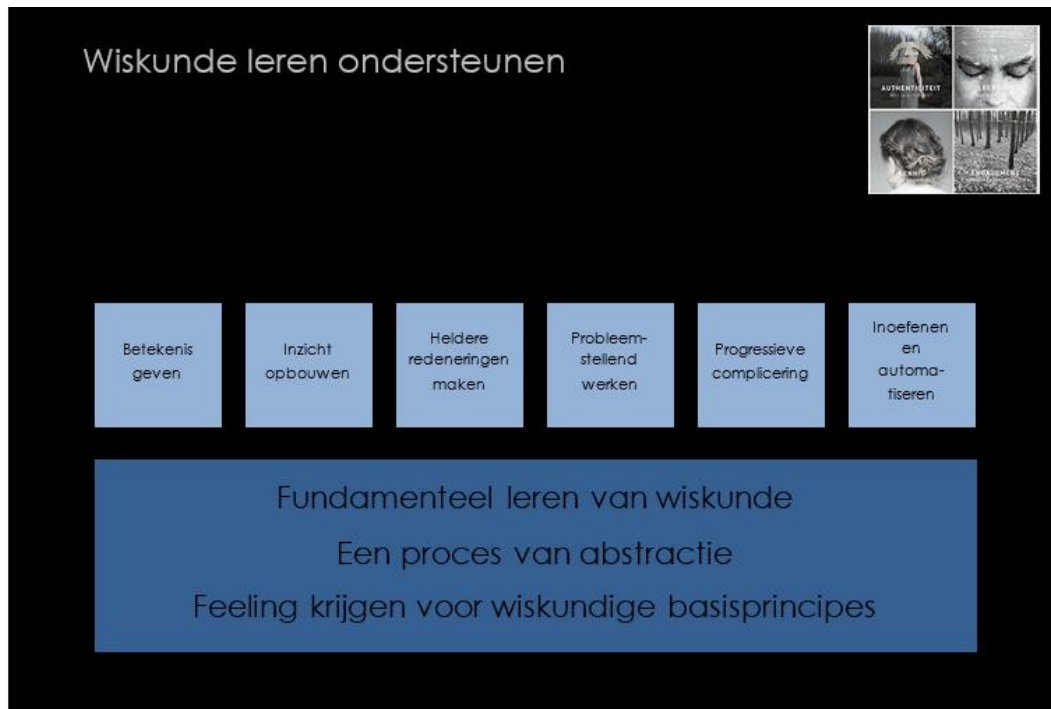 Wiskunde leren ondersteunen
AUTHENTICITEIT
ENGAGEMENT
Betekenis
geven
Inzicht
opbouwen
Heldere
redeneringen
maken
Probleem-
stellend
werken
Progressieve
complicering
Inoefenen
en
automa-
tiseren
Fundamenteel leren van wiskunde
Een proces van abstractie
Feeling krijgen voor wiskundige basisprincipes